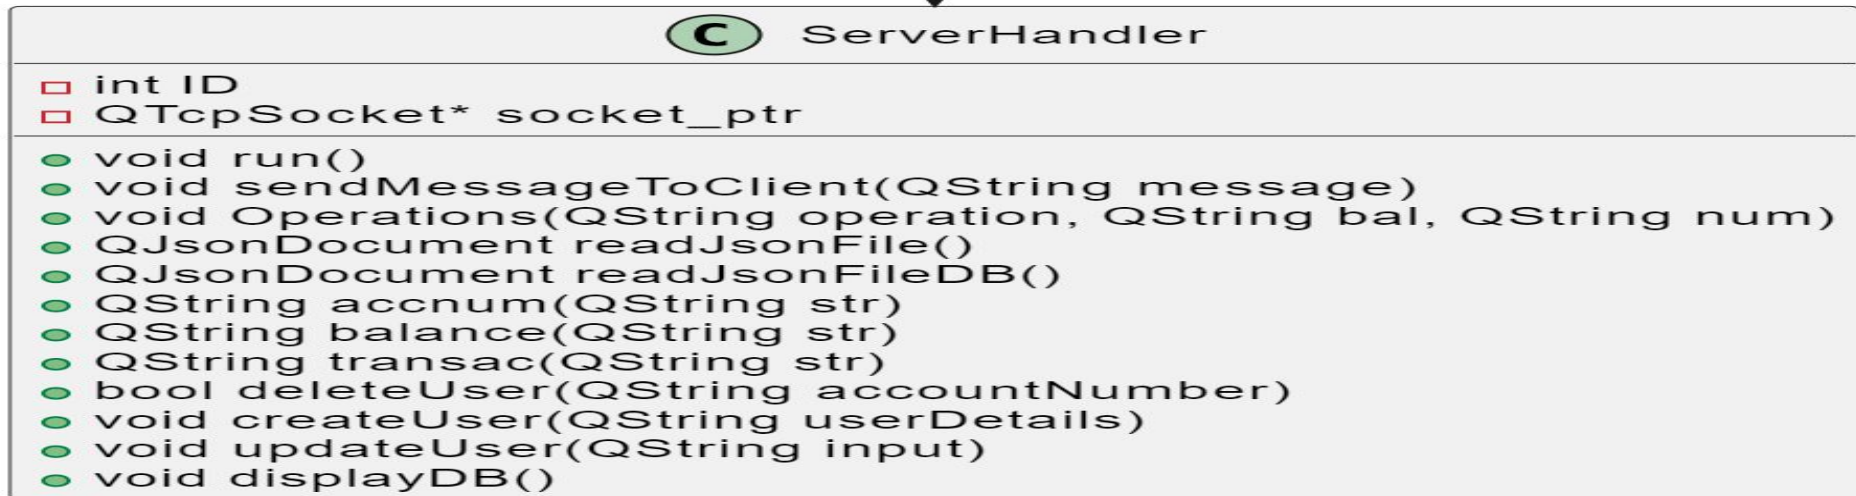 C ServerHandler
int ID
QTcpSocket* socket_ptr
void run()
void sendMessageToClient(QString message)
void Operations(QString operation, QString bal, QString num)
QJsonDocument readJsonFile()
QJsonDocument readJsonFileDB()
QString accnum(QString str)
QString balance(QString str)
QString transac(QString str)
bool deleteUser(QString accountNumber)
void createUser(QString userDetails)
void updateUser(QString input)
void displayDB()